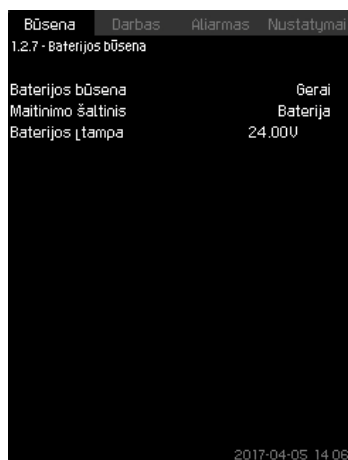 Būsena Darbas Aliarmas Nustatymai
1.2.7 - Baterijos būsena
Baterijos būsena Gerai
Maitinimo šaltinis Baterija
Baterijos įtampa 24.00V
2017-04-05 14:06